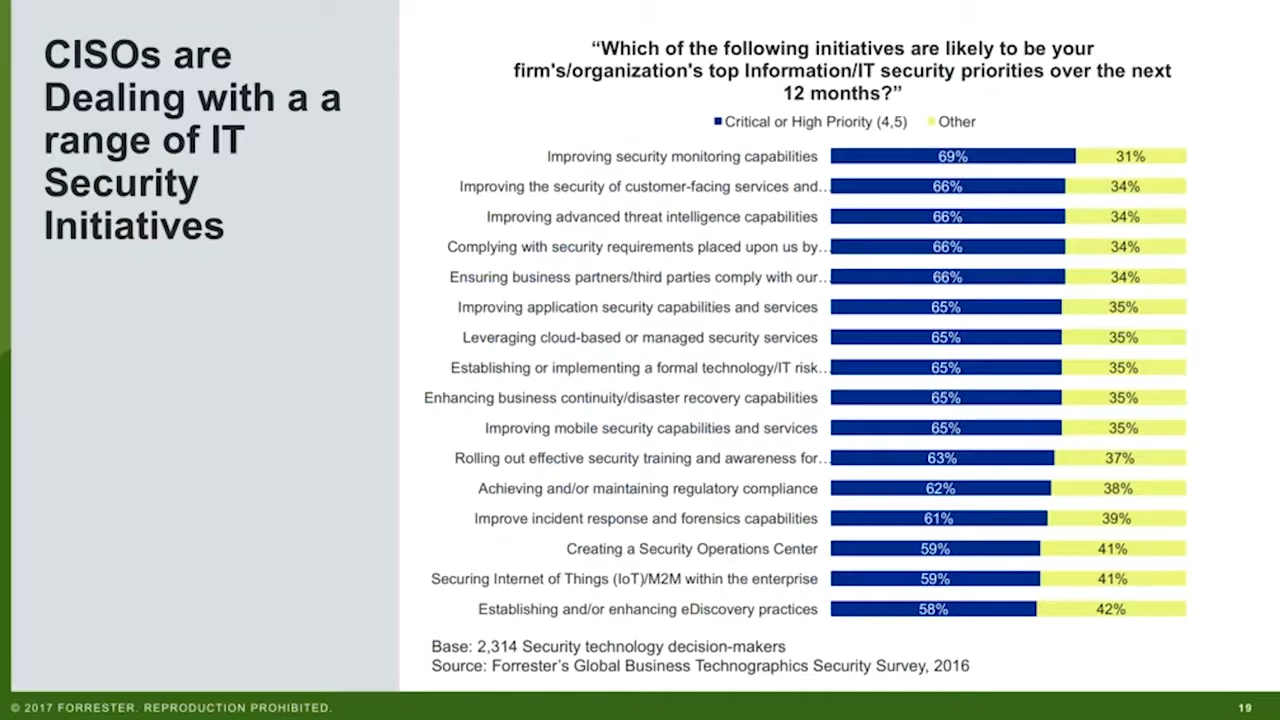 CISOs are
Dealing with a a
range of IT
Security
Initiatives
“Which of the following initiatives are likely to be your
firm's/organization's top Information/IT security priorities over the next
12 months?”
Critical or High Priority (4,5) Other
Improving security monitoring capabilities 69% 31%
Improving the security of customer-facing services and… 66% 34%
Improving advanced threat intelligence capabilities 66% 34%
Complying with security requirements placed upon us by… 66% 34%
Ensuring business partners/third parties comply with our… 66% 34%
Improving application security capabilities and services 65% 35%
Leveraging cloud-based or managed security services 65% 35%
Establishing or implementing a formal technology/IT risk… 65% 35%
Enhancing business continuity/disaster recovery capabilities 65% 35%
Improving mobile security capabilities and services 65% 35%
Rolling out effective security training and awareness for… 63% 37%
Achieving and/or maintaining regulatory compliance 62% 38%
Improve incident response and forensics capabilities 61% 39%
Creating a Security Operations Center 59% 41%
Securing Internet of Things (IoT)/M2M within the enterprise 59% 41%
Establishing and/or enhancing eDiscovery practices 58% 42%
Base: 2,314 Security technology decision-makers
Source: Forrester’s Global Business Technographics Security Survey, 2016
© 2017 FORRESTER. REPRODUCTION PROHIBITED. 19